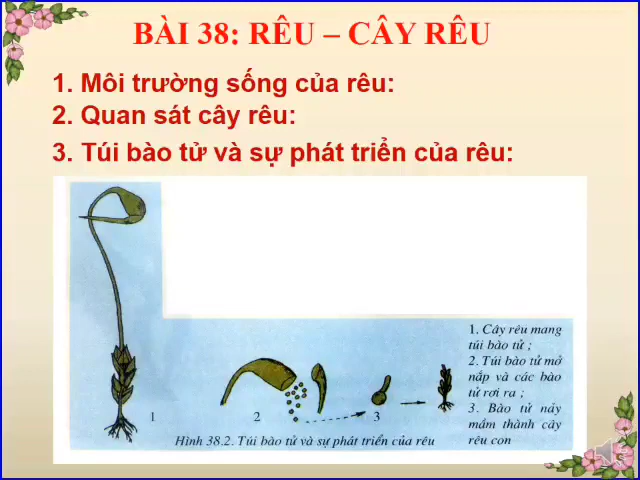 BÀI 38: RÊU – CÂY RÊU
1. Môi trường sống của rêu:
2. Quan sát cây rêu:
3. Túi bào tử và sự phát triển của rêu:
1. Cây rêu mang
túi bào tử ;
2. Túi bào tử mở
nắp và các bào
tử rơi ra ;
3. Bào tử nảy
mầm thành cây
rêu con
1
2
3
Hình 38.2. Túi bào tử và sự phát triển của rêu